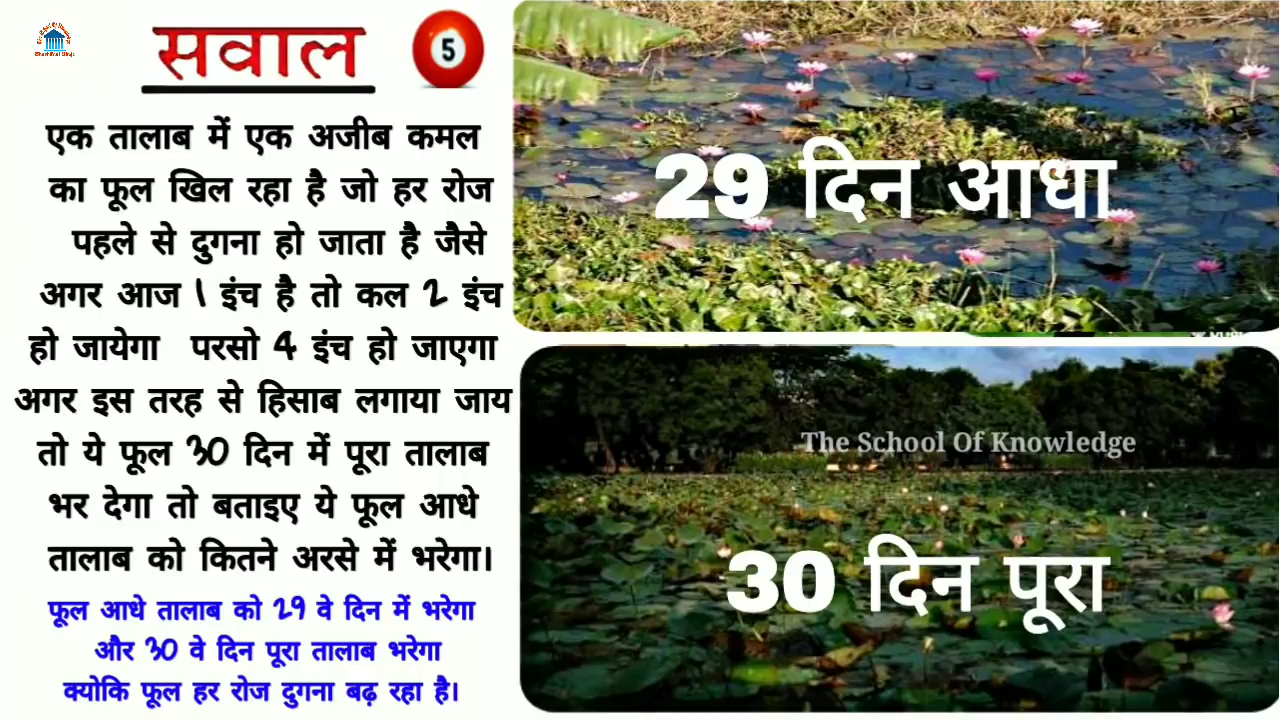 सवाल
5
एक तालाब में एक अजीब कमल
का फूल खिल रहा है जो हर रोज
पहले से दुगना हो जाता है जैसे
अगर आज 1 इंच है तो कल 2 इंच
हो जायेगा परसो 4 इंच हो जाएगा
अगर इस तरह से हिसाब लगाया जाय
तो ये फूल 30 दिन में पूरा तालाब
भर देगा तो बताइए ये फूल आधे
तालाब को कितने अरसे में भरेगा।
फूल आधे तालाब को 29 वे दिन में भरेगा
और 30 वे दिन पूरा तालाब भरेगा
क्योकि फूल हर रोज दुगना बढ़ रहा है।
29 दिन आधा
The School Of Knowledge
30 दिन पूरा